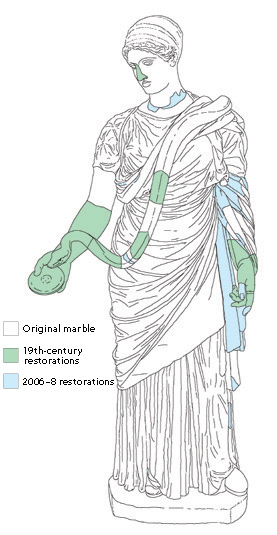 Original marble
19th-century
restorations
2006–8 restorations